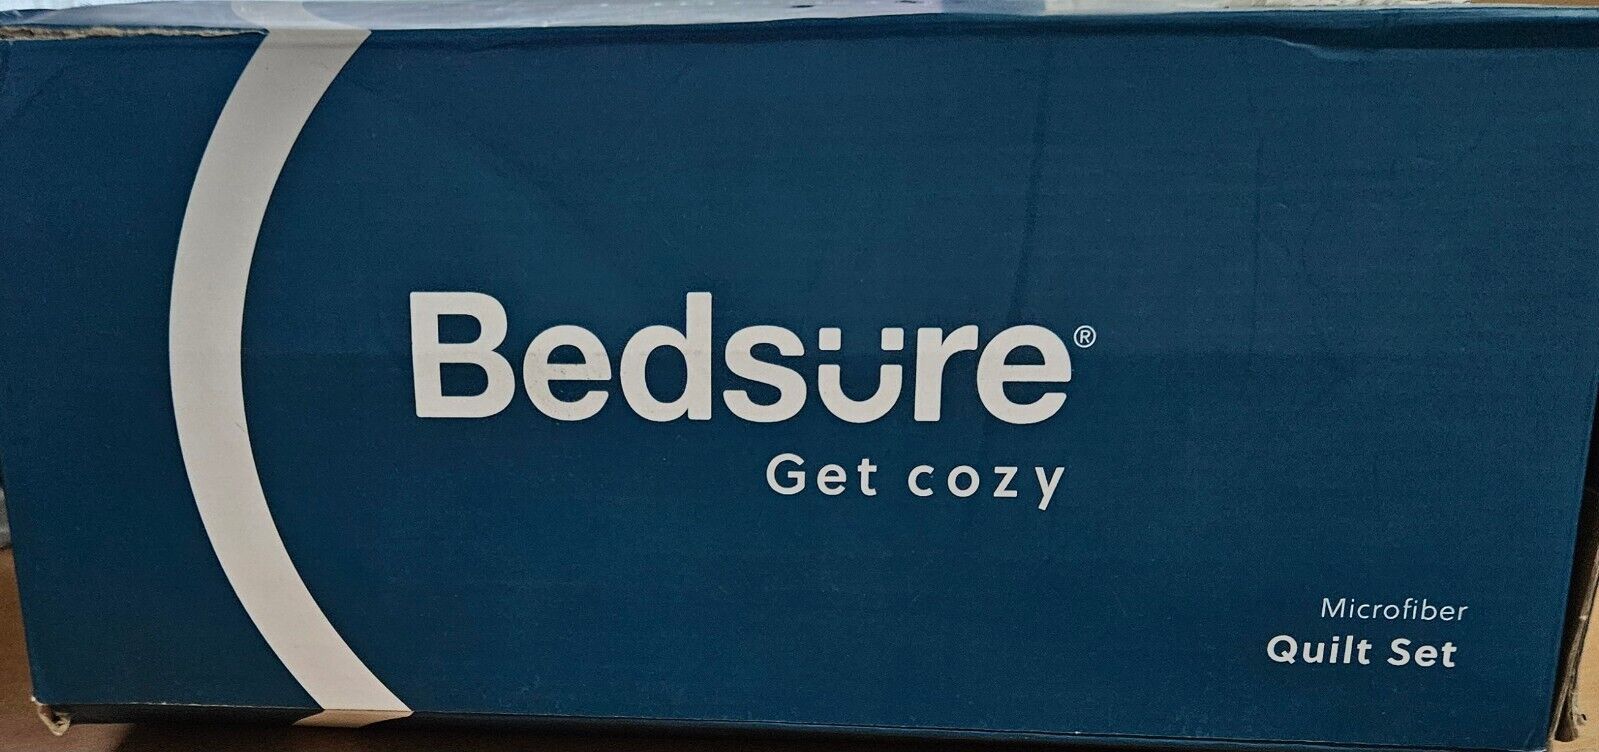 Bedsure®
Get cozy
Microfiber
Quilt Set